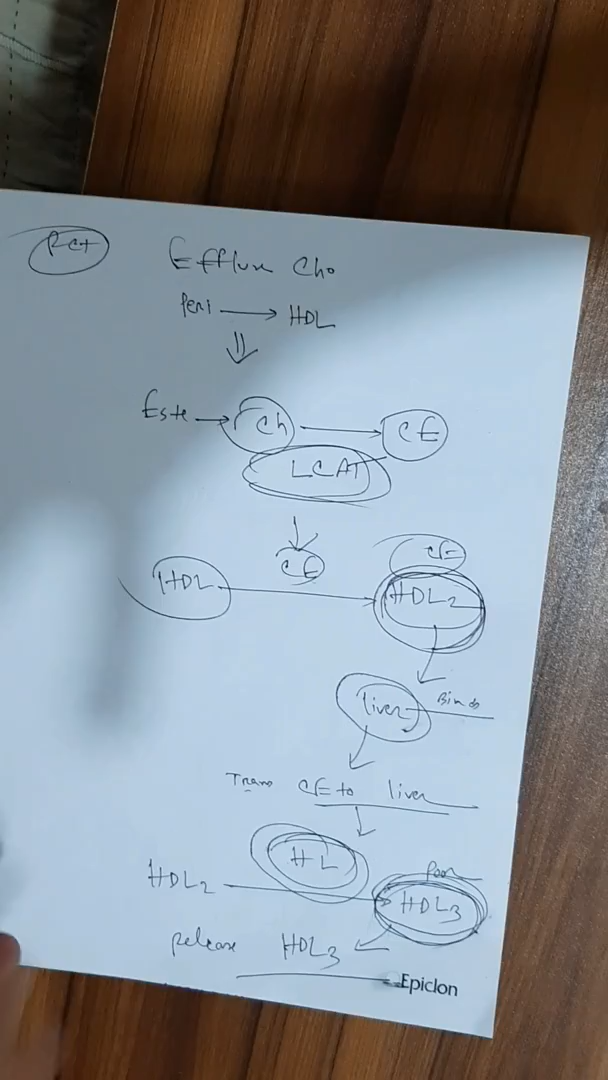 RCT
Efflux Cho
Peri → HDL
⇓
Este → Ch → CE
LCAT
↓
CE CE
HDL → HDL2
liver Binds
Trans CE to liver
↓
HL Poor
HDL2 → HDL3
release HDL3
Epiclon